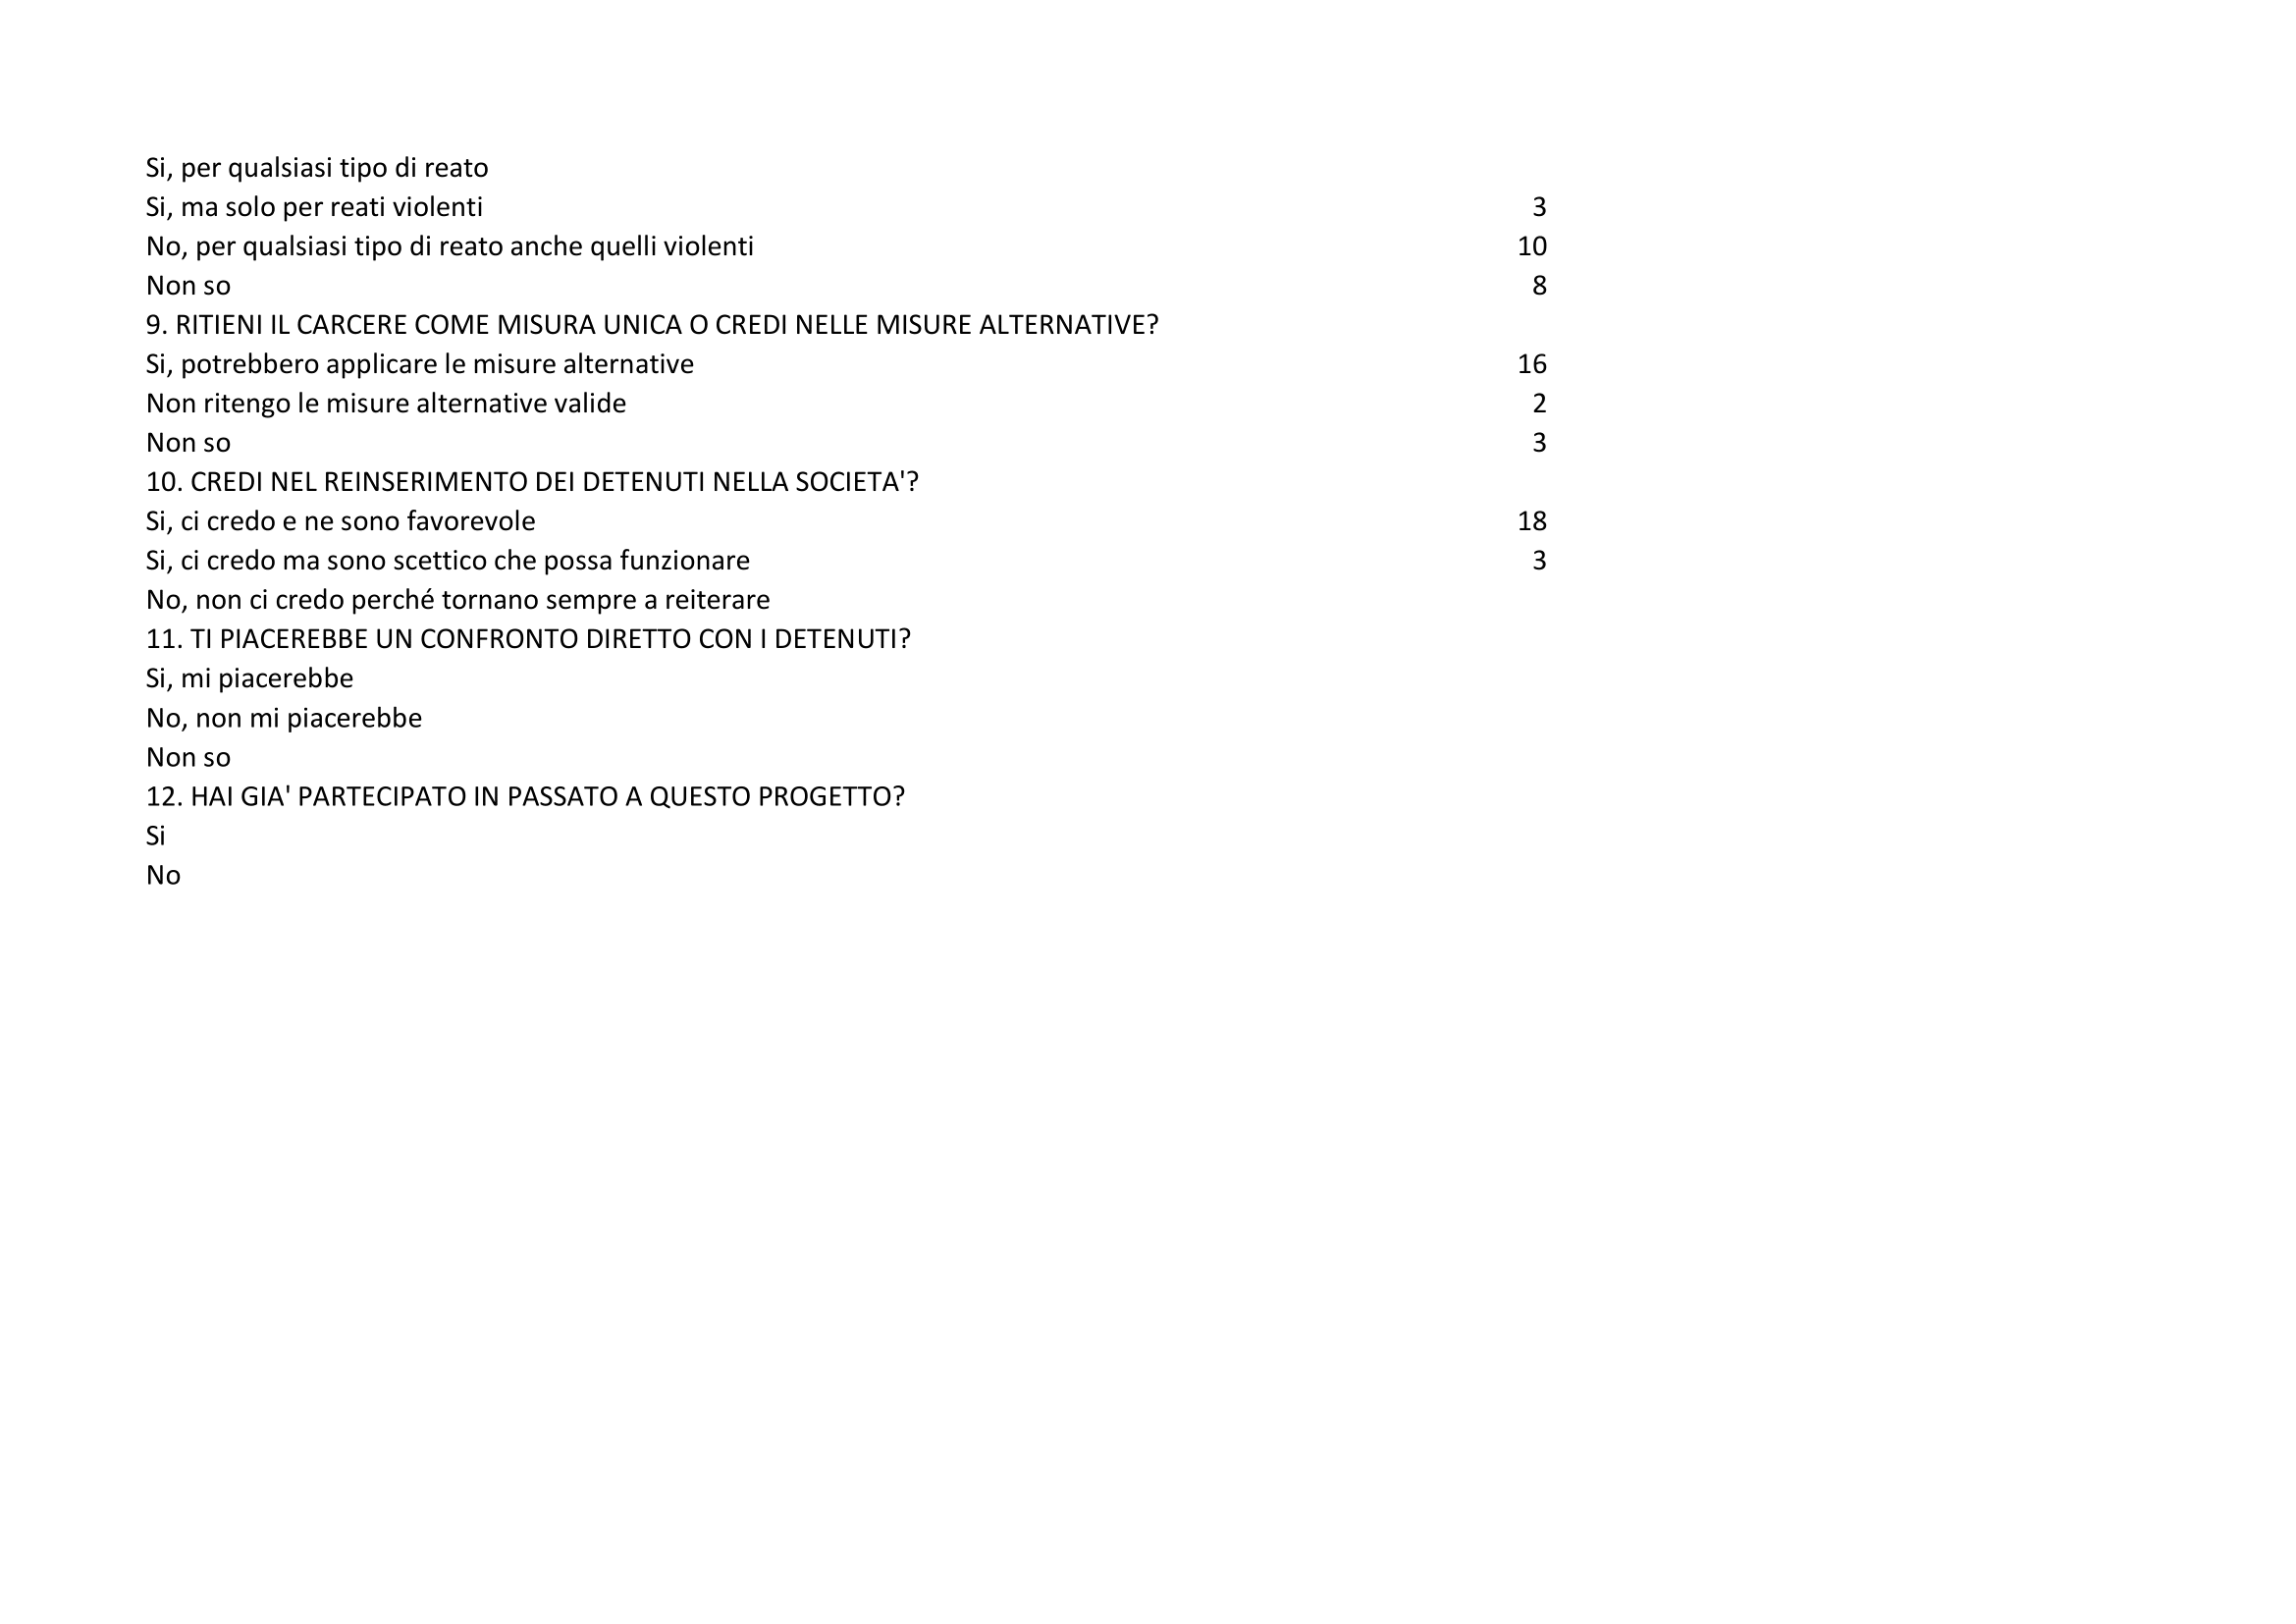 Si, per qualsiasi tipo di reato
Si, ma solo per reati violenti 3
No, per qualsiasi tipo di reato anche quelli violenti 10
Non so 8
9. RITIENI IL CARCERE COME MISURA UNICA O CREDI NELLE MISURE ALTERNATIVE?
Si, potrebbero applicare le misure alternative 16
Non ritengo le misure alternative valide 2
Non so 3
10. CREDI NEL REINSERIMENTO DEI DETENUTI NELLA SOCIETA'?
Si, ci credo e ne sono favorevole 18
Si, ci credo ma sono scettico che possa funzionare 3
No, non ci credo perché tornano sempre a reiterare
11. TI PIACEREBBE UN CONFRONTO DIRETTO CON I DETENUTI?
Si, mi piacerebbe
No, non mi piacerebbe
Non so
12. HAI GIA' PARTECIPATO IN PASSATO A QUESTO PROGETTO?
Si
No